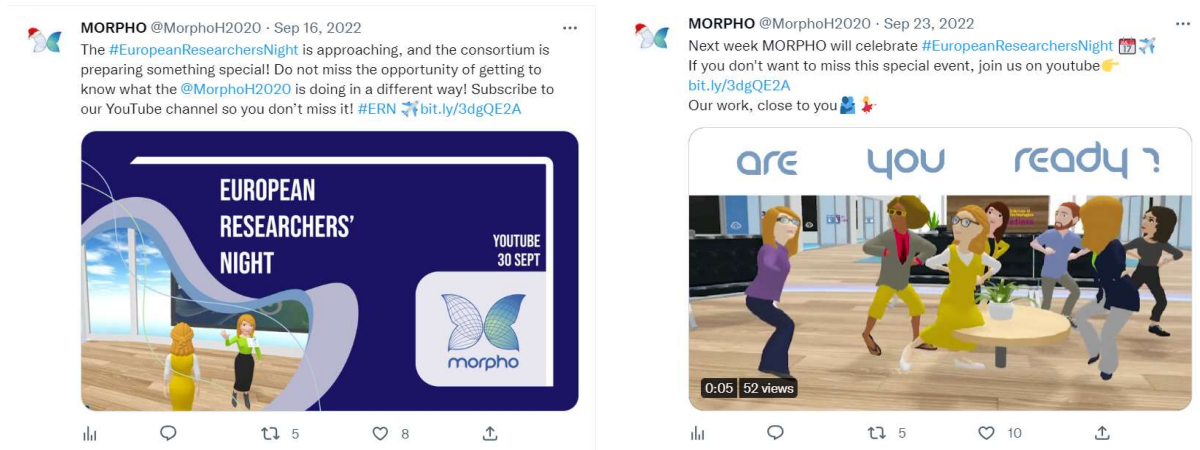 MORPHO @MorphoH2020 · Sep 16, 2022
The #EuropeanResearchersNight is approaching, and the consortium is
preparing something special! Do not miss the opportunity of getting to
know what the @MorphoH2020 is doing in a different way! Subscribe to
our YouTube channel so you don't miss it! #ERN ✈️bit.ly/3dgQE2A
EUROPEAN
RESEARCHERS'
NIGHT
YOUTUBE
30 SEPT
morpho
5
8
MORPHO @MorphoH2020 · Sep 23, 2022
Next week MORPHO will celebrate #EuropeanResearchersNight 📅✈️
If you don't want to miss this special event, join us on youtube👉
bit.ly/3dgQE2A
Our work, close to you🫂💃
are you ready?
0:05 52 views
5
10